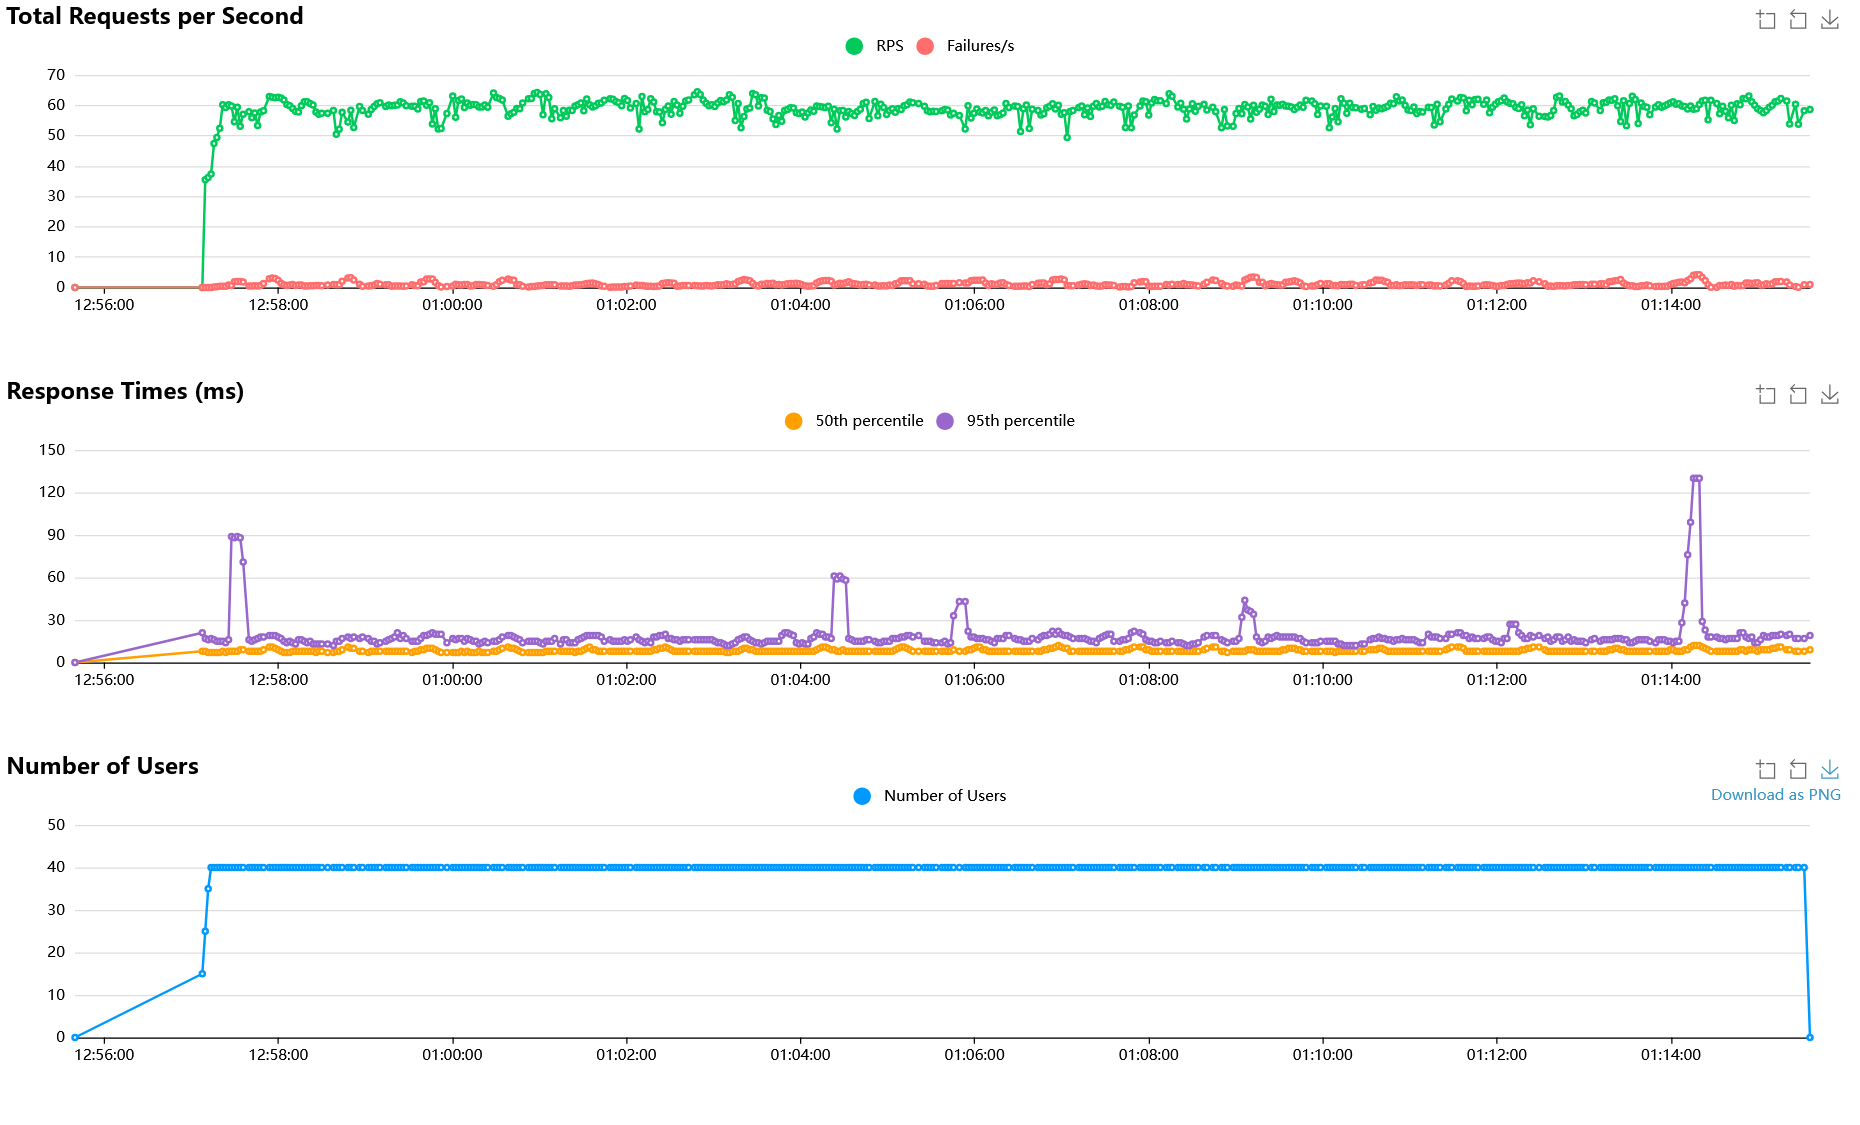 Total Requests per Second
RPS Failures/s
70
60
50
40
30
20
10
0
12:56:00 12:58:00 01:00:00 01:02:00 01:04:00 01:06:00 01:08:00 01:10:00 01:12:00 01:14:00
Response Times (ms)
50th percentile 95th percentile
150
120
90
60
30
0
12:56:00 12:58:00 01:00:00 01:02:00 01:04:00 01:06:00 01:08:00 01:10:00 01:12:00 01:14:00
Number of Users
Number of Users
Download as PNG
50
40
30
20
10
0
12:56:00 12:58:00 01:00:00 01:02:00 01:04:00 01:06:00 01:08:00 01:10:00 01:12:00 01:14:00